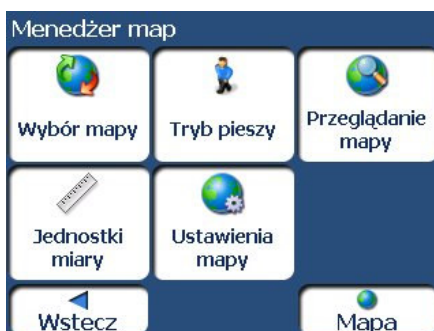 Menedżer map
Wybór mapy
Tryb pieszy
Przeglądanie
mapy
Jednostki
miary
Ustawienia
mapy
Wstecz
Mapa